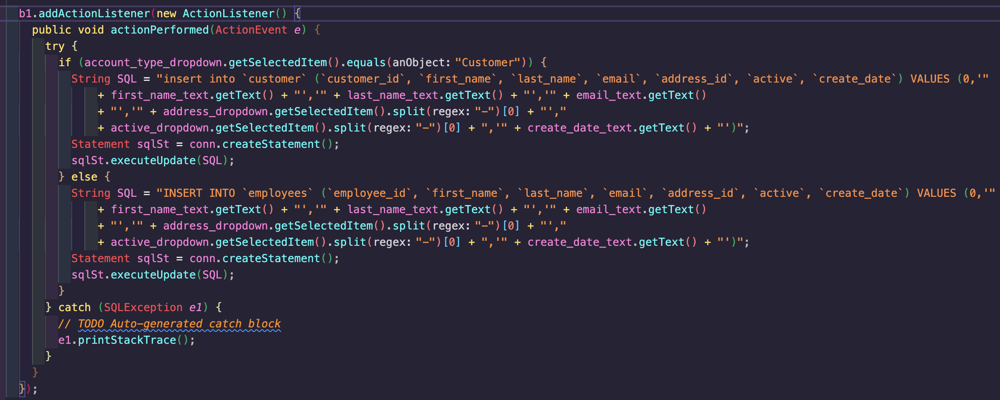 b1.addActionListener(new ActionListener() {
public void actionPerformed(ActionEvent e) {
try {
if (account_type_dropdown.getSelectedItem().equals(anObject: "Customer")) {
String SQL = "insert into `customer` (`customer_id`, `first_name`, `last_name`, `email`, `address_id`, `active`, `create_date`) VALUES (0,'"
+ first_name_text.getText() + "','" + last_name_text.getText() + "','" + email_text.getText()
+ "','" + address_dropdown.getSelectedItem().split(regex: "-")[0] + "',"
+ active_dropdown.getSelectedItem().split(regex: "-")[0] + ",'" + create_date_text.getText() + "')";
Statement sqlSt = conn.createStatement();
sqlSt.executeUpdate(SQL);
} else {
String SQL = "INSERT INTO `employees` (`employee_id`, `first_name`, `last_name`, `email`, `address_id`, `active`, `create_date`) VALUES (0,'"
+ first_name_text.getText() + "','" + last_name_text.getText() + "','" + email_text.getText()
+ "','" + address_dropdown.getSelectedItem().split(regex: "-")[0] + "',"
+ active_dropdown.getSelectedItem().split(regex: "-")[0] + ",'" + create_date_text.getText() + "')";
Statement sqlSt = conn.createStatement();
sqlSt.executeUpdate(SQL);
}
} catch (SQLException e1) {
// TODO Auto-generated catch block
e1.printStackTrace();
}
}
});